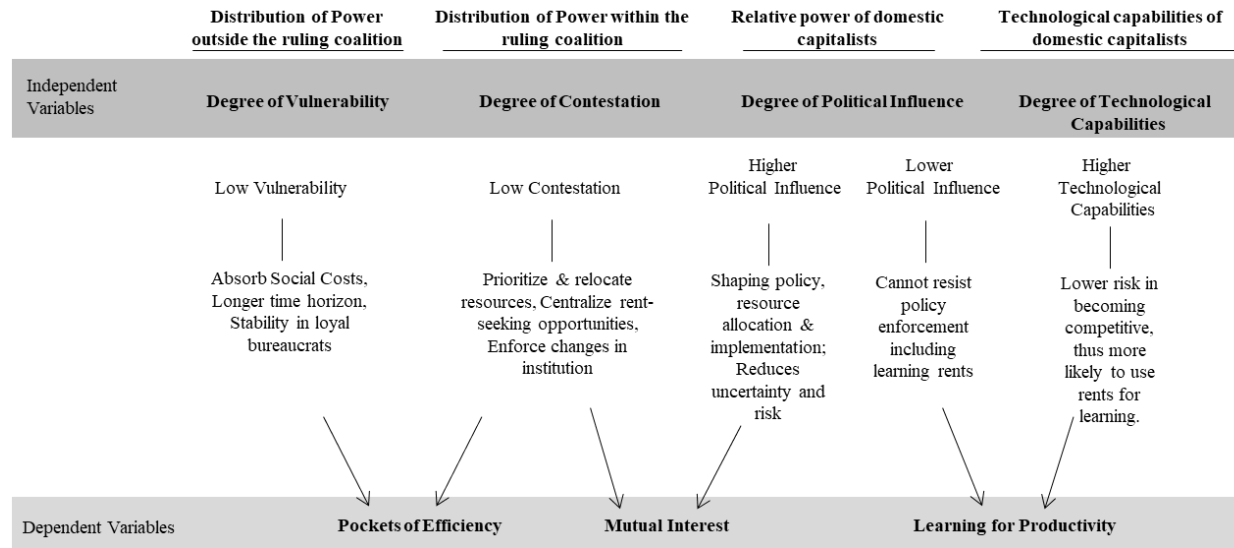 Distribution of Power
outside the ruling coalition
Distribution of Power within the
ruling coalition
Relative power of domestic
capitalists
Technological capabilities of
domestic capitalists
Independent
Variables
Degree of Vulnerability
Degree of Contestation
Degree of Political Influence
Degree of Technological
Capabilities
Low Vulnerability
Low Contestation
Higher
Political Influence
Lower
Political Influence
Higher
Technological
Capabilities
Absorb Social Costs,
Longer time horizon,
Stability in loyal
bureaucrats
Prioritize & relocate
resources, Centralize rent-
seeking opportunities,
Enforce changes in
institution
Shaping policy,
resource
allocation &
implementation;
Reduces
uncertainty and
risk
Cannot resist
policy
enforcement
including
learning rents
Lower risk in
becoming
competitive,
thus more
likely to use
rents for
learning.
Dependent Variables
Pockets of Efficiency
Mutual Interest
Learning for Productivity